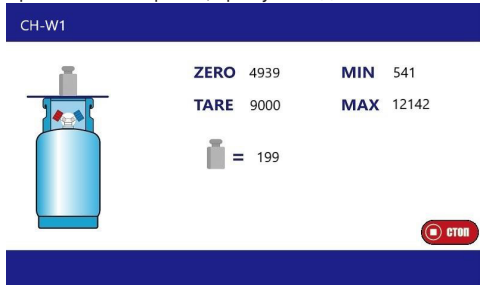 CH-W1
ZERO 4939 MIN 541
TARE 9000 MAX 12142
= 199
СТОП